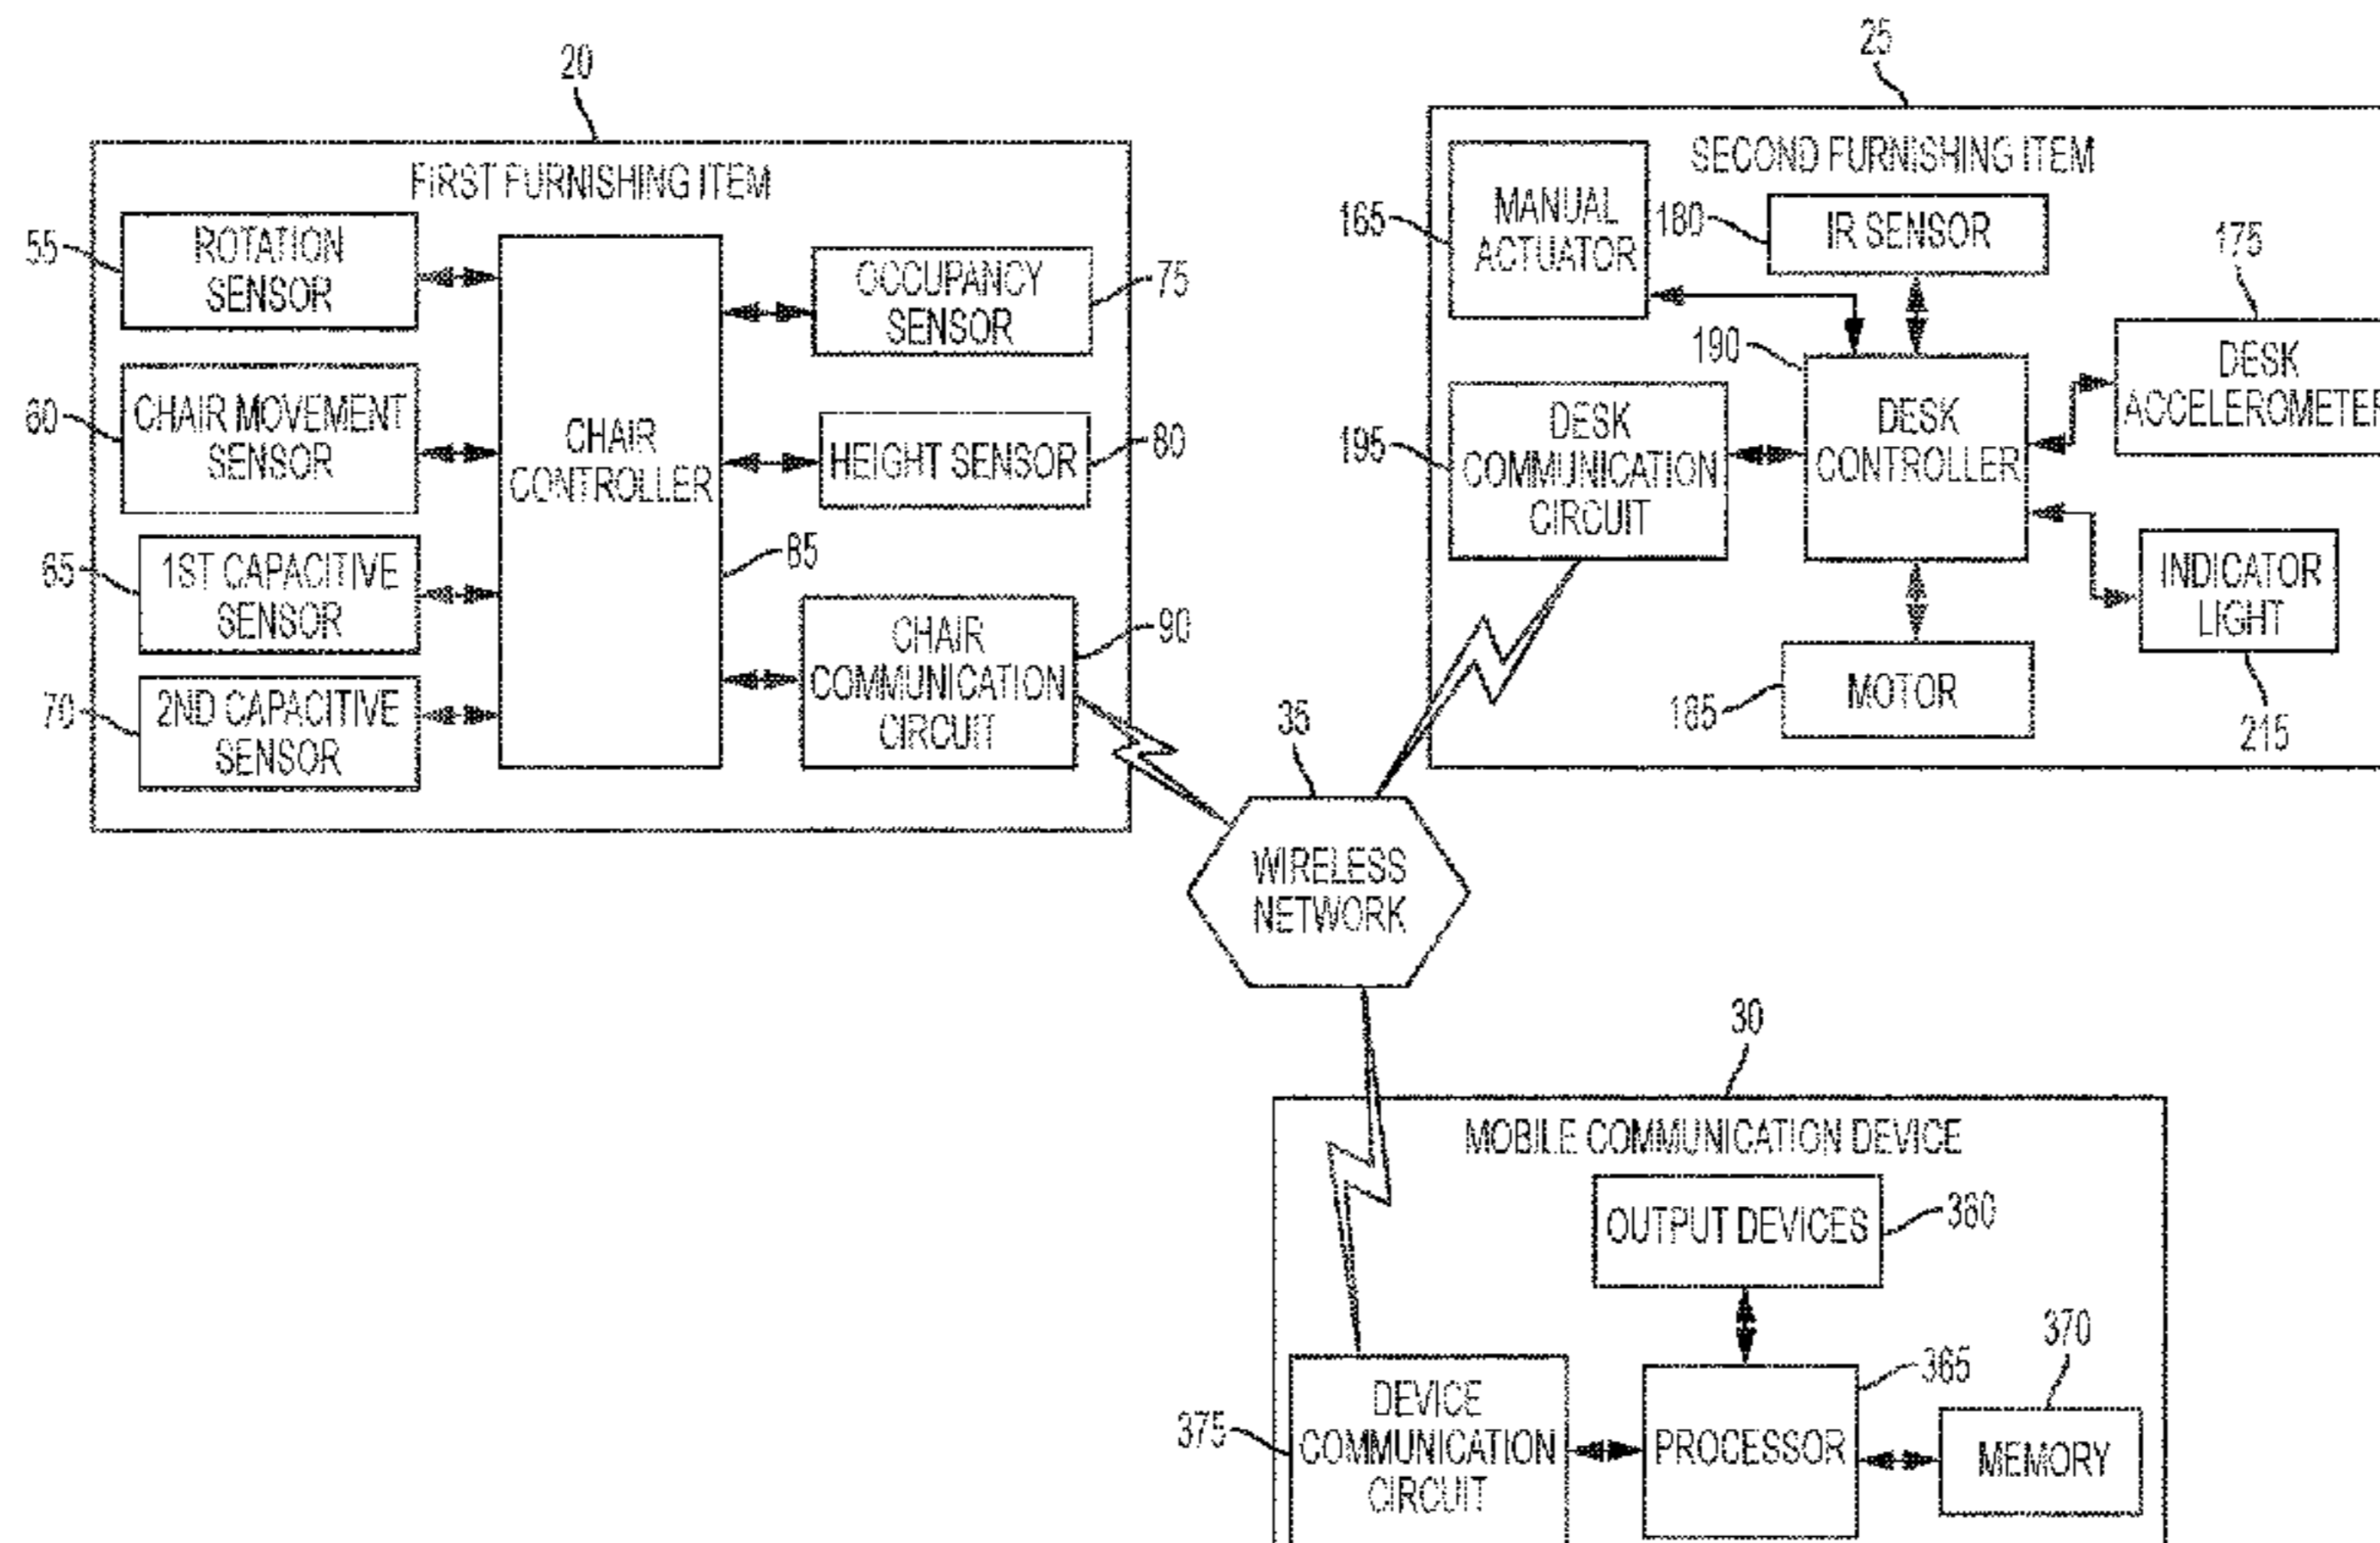 20
FIRST FURNISHING ITEM
55
ROTATION
SENSOR
60
CHAIR MOVEMENT
SENSOR
65
1ST CAPACITIVE
SENSOR
70
2ND CAPACITIVE
SENSOR
CHAIR
CONTROLLER
85
OCCUPANCY
SENSOR
75
HEIGHT SENSOR
80
CHAIR
COMMUNICATION
CIRCUIT
90
25
SECOND FURNISHING ITEM
165
MANUAL
ACTUATOR
180
IR SENSOR
175
DESK
ACCELEROMETER
190
DESK
CONTROLLER
195
DESK
COMMUNICATION
CIRCUIT
INDICATOR
LIGHT
215
185
MOTOR
35
WIRELESS
NETWORK
30
MOBILE COMMUNICATION DEVICE
OUTPUT DEVICES
380
375
DEVICE
COMMUNICATION
CIRCUIT
PROCESSOR
365
370
MEMORY